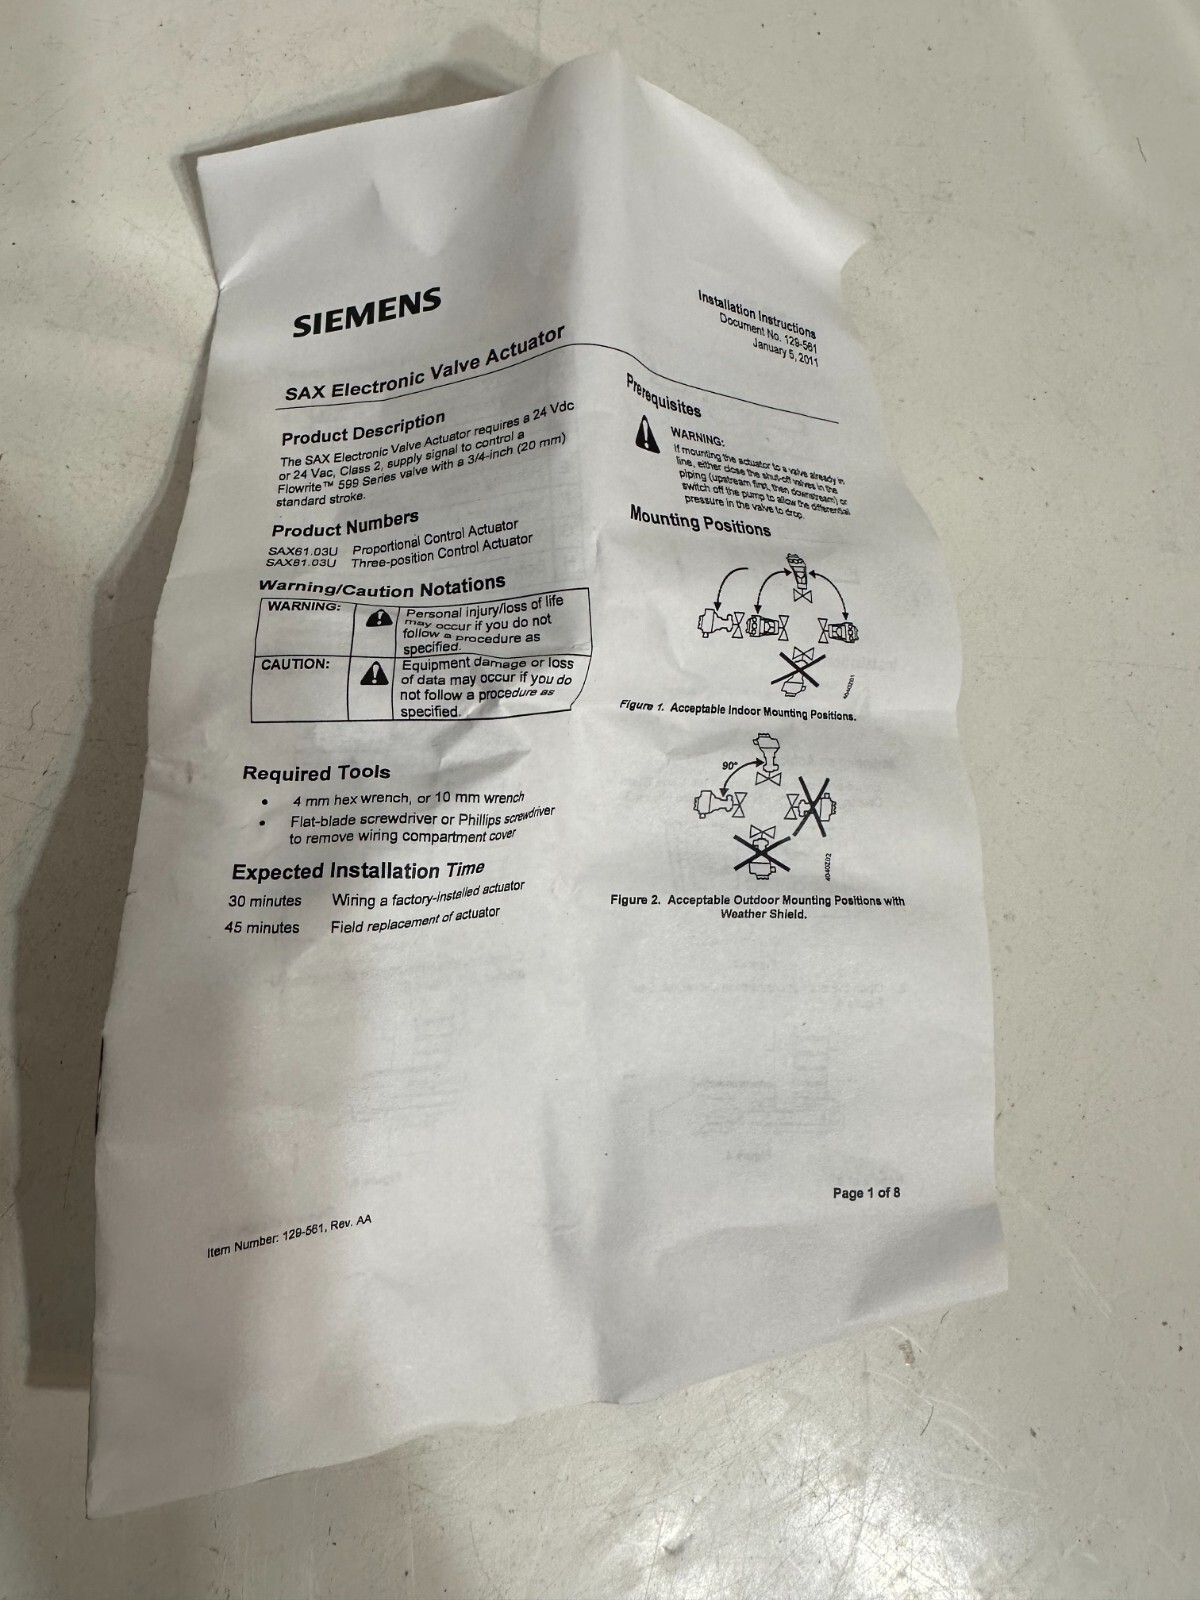 SIEMENS
Installation Instructions
Document No. 129-561
January 5, 2011
SAX Electronic Valve Actuator
Product Description
The SAX Electronic Valve Actuator requires a 24 Vdc
or 24 Vac, Class 2, supply signal to control a
Flowrite™ 599 Series valve with a 3/4-inch (20 mm)
standard stroke.
Product Numbers
SAX61.03U Proportional Control Actuator
SAX81.03U Three-position Control Actuator
Warning/Caution Notations
WARNING: Personal injury/loss of life
may occur if you do not
follow a procedure as
specified.
CAUTION: Equipment damage or loss
of data may occur if you do
not follow a procedure as
specified.
Required Tools
• 4 mm hex wrench, or 10 mm wrench
• Flat-blade screwdriver or Phillips screwdriver
to remove wiring compartment cover
Expected Installation Time
30 minutes Wiring a factory-installed actuator
45 minutes Field replacement of actuator
Prerequisites
WARNING:
If mounting the actuator to a valve already in
line, either close the shut-off valves in the
piping (upstream first, then downstream) or
switch off the pump to allow the differential
pressure in the valve to drop.
Mounting Positions
4040Z01
Figure 1. Acceptable Indoor Mounting Positions.
90°
4040Z02
Figure 2. Acceptable Outdoor Mounting Positions with
Weather Shield.
Item Number: 129-561, Rev. AA
Page 1 of 8